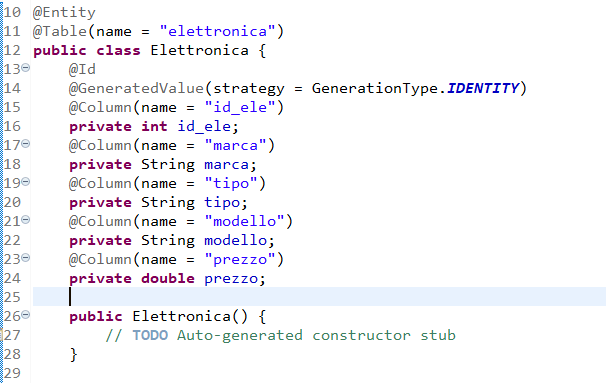 10 @Entity
11 @Table(name = "elettronica")
12 public class Elettronica {
13 @Id
14 @GeneratedValue(strategy = GenerationType.IDENTITY)
15 @Column(name = "id_ele")
16 private int id_ele;
17 @Column(name = "marca")
18 private String marca;
19 @Column(name = "tipo")
20 private String tipo;
21 @Column(name = "modello")
22 private String modello;
23 @Column(name = "prezzo")
24 private double prezzo;
25
26 public Elettronica() {
27 // TODO Auto-generated constructor stub
28 }
29